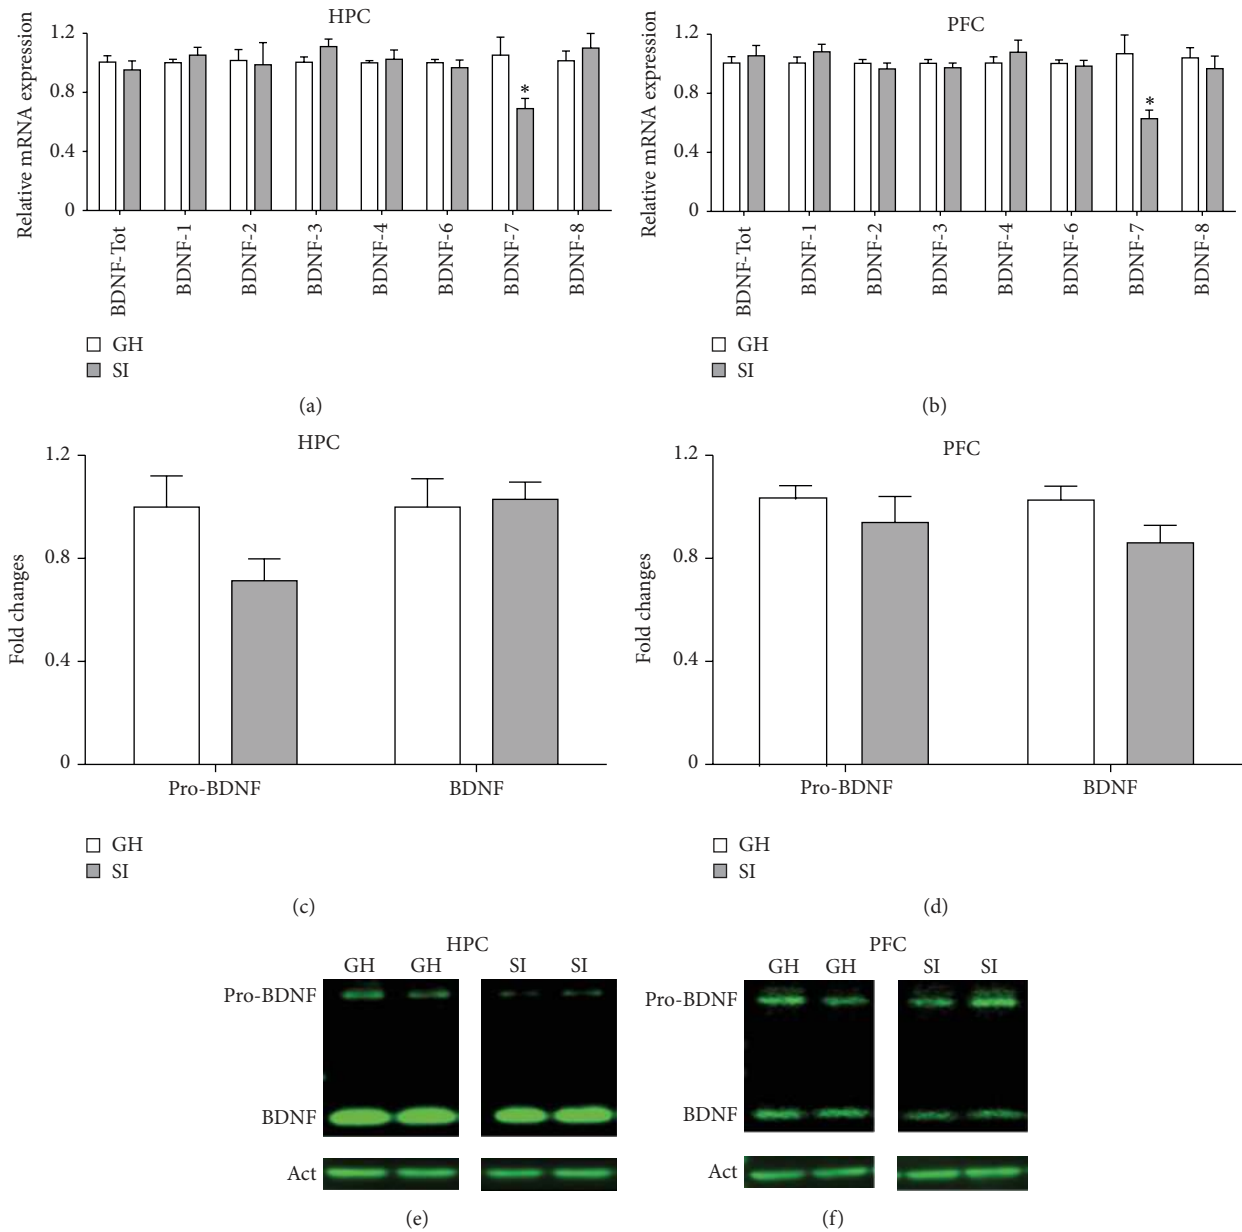 HPC
Relative mRNA expression
1.2
0.8
0.4
0
*
BDNF-Tot
BDNF-1
BDNF-2
BDNF-3
BDNF-4
BDNF-6
BDNF-7
BDNF-8
GH
SI
(a)
PFC
Relative mRNA expression
1.2
0.8
0.4
0
*
BDNF-Tot
BDNF-1
BDNF-2
BDNF-3
BDNF-4
BDNF-6
BDNF-7
BDNF-8
GH
SI
(b)
HPC
Fold changes
1.2
0.8
0.4
0
Pro-BDNF BDNF
GH
SI
(c)
PFC
Fold changes
1.2
0.8
0.4
0
Pro-BDNF BDNF
GH
SI
(d)
HPC
GH GH SI SI
Pro-BDNF
BDNF
Act
(e)
PFC
GH GH SI SI
Pro-BDNF
BDNF
Act
(f)